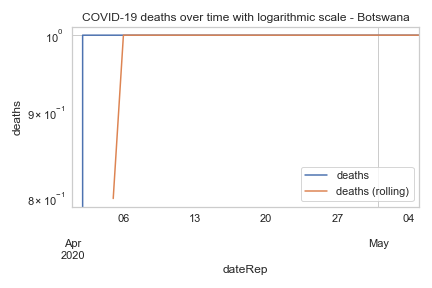 COVID-19 deaths over time with logarithmic scale - Botswana
deaths
10⁰
9 × 10⁻¹
8 × 10⁻¹
deaths
deaths (rolling)
06 13 20 27 04
Apr May
2020
dateRep